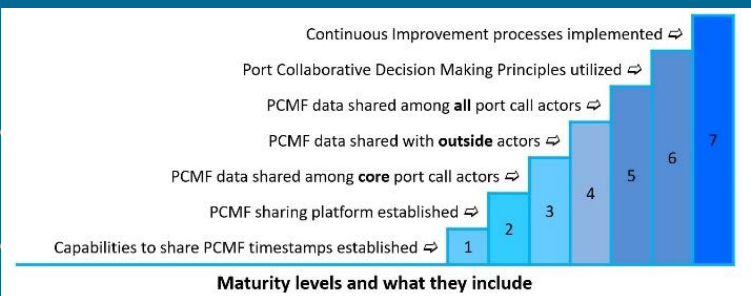 Continuous Improvement processes implemented ⇨
Port Collaborative Decision Making Principles utilized ⇨
PCMF data shared among all port call actors ⇨
PCMF data shared with outside actors ⇨
PCMF data shared among core port call actors ⇨
PCMF sharing platform established ⇨
Capabilities to share PCMF timestamps established ⇨
1
2
3
4
5
6
7
Maturity levels and what they include